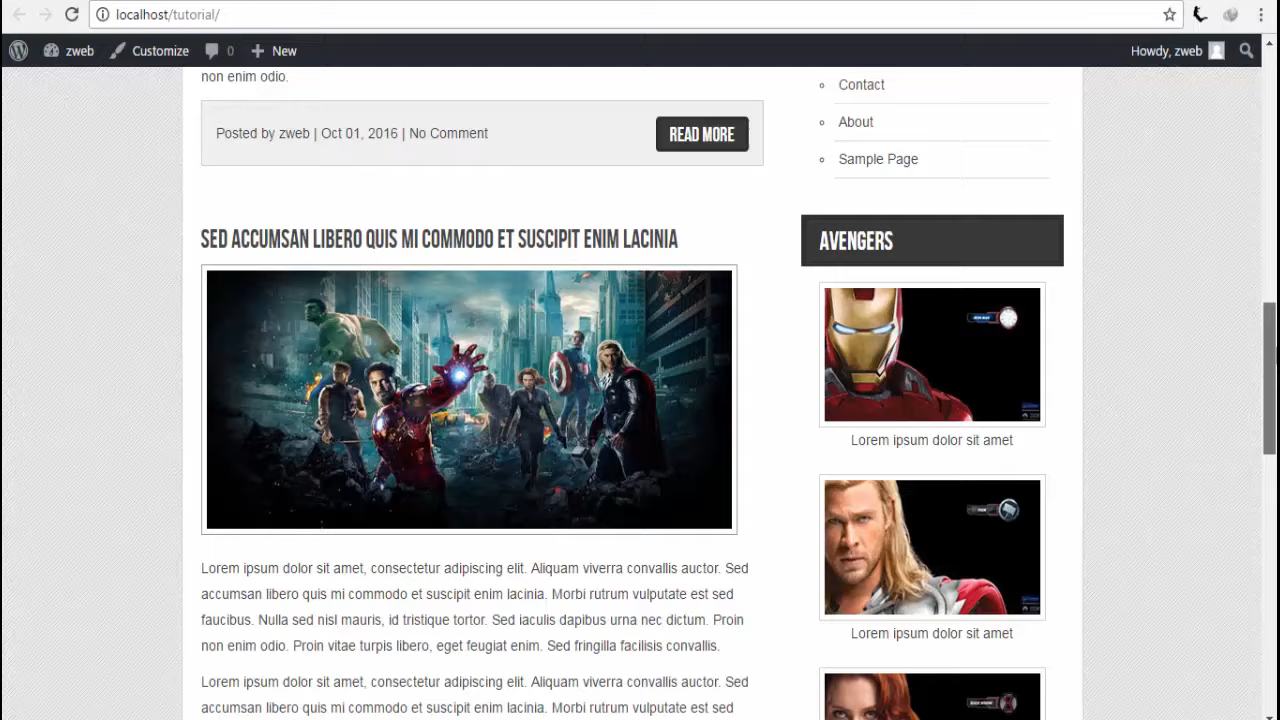 localhost/tutorial/
zweb
Customize
0
New
Howdy, zweb
non enim odio.
Posted by zweb | Oct 01, 2016 | No Comment
READ MORE
SED ACCUMSAN LIBERO QUIS MI COMMODO ET SUSCIPIT ENIM LACINIA
Lorem ipsum dolor sit amet, consectetur adipiscing elit. Aliquam viverra convallis auctor. Sed
accumsan libero quis mi commodo et suscipit enim lacinia. Morbi rutrum vulputate est sed
faucibus. Nulla sed nisl mauris, id tristique tortor. Sed iaculis dapibus urna nec dictum. Proin
non enim odio. Proin vitae turpis libero, eget feugiat enim. Sed fringilla facilisis convallis.
Lorem ipsum dolor sit amet, consectetur adipiscing elit. Aliquam viverra convallis auctor. Sed
accumsan libero quis mi commodo et suscipit enim lacinia. Morbi rutrum vulputate est sed
Contact
About
Sample Page
AVENGERS
Lorem ipsum dolor sit amet
Lorem ipsum dolor sit amet